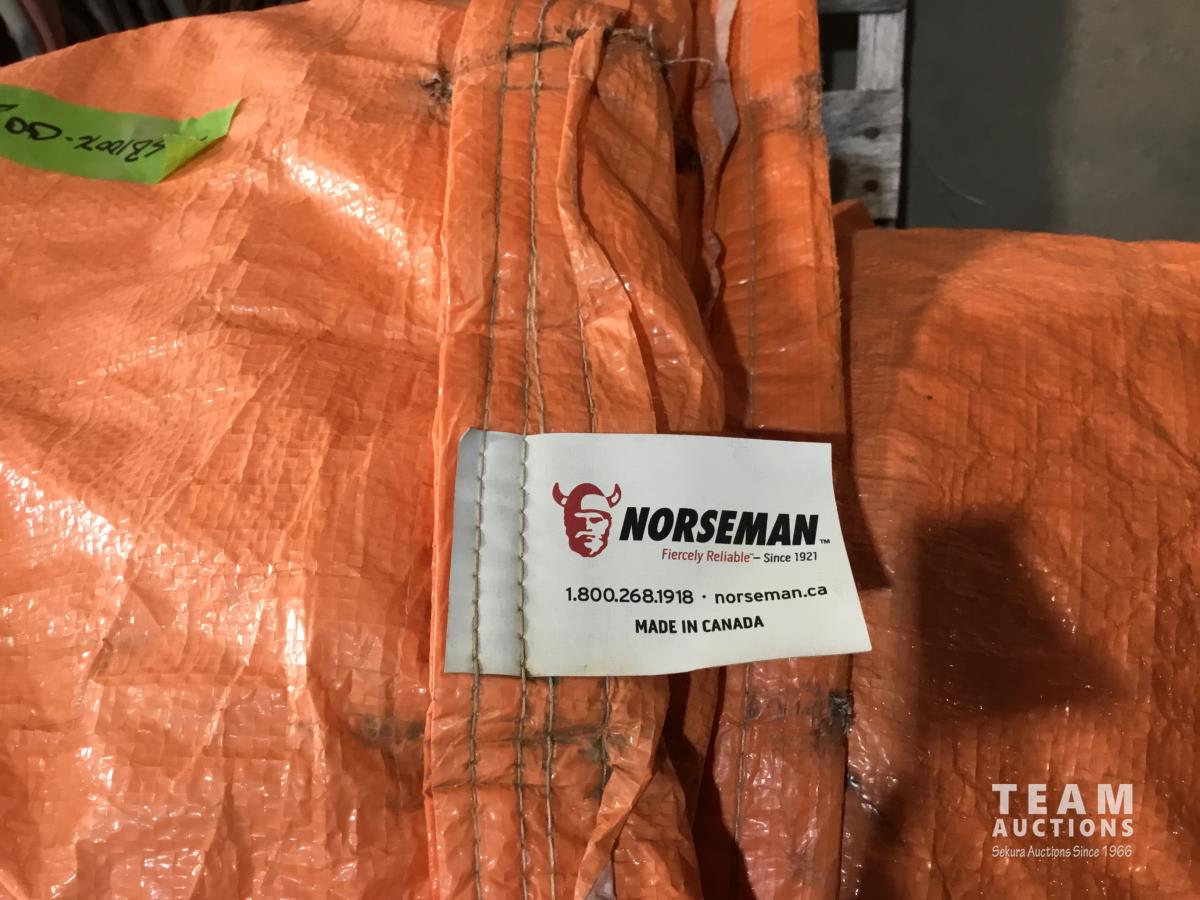 NORSEMAN™
Fiercely Reliable™ – Since 1921
1.800.268.1918 · norseman.ca
MADE IN CANADA
TEAM
AUCTIONS
Sekura Auctions Since 1966